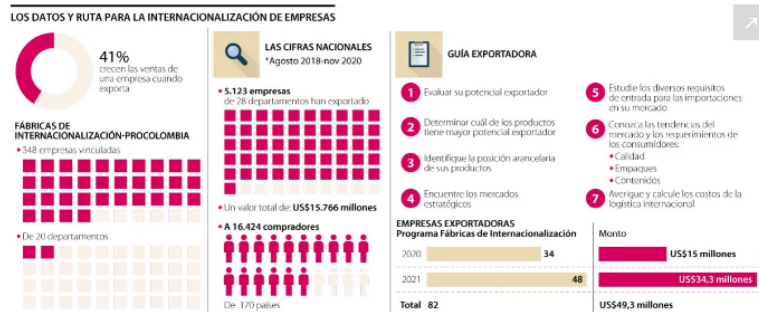 LOS DATOS Y RUTA PARA LA INTERNACIONALIZACIÓN DE EMPRESAS
41%
crecen las ventas de
una empresa cuando
exporta
FÁBRICAS DE
INTERNACIONALIZACIÓN-PROCOLOMBIA
348 empresas vinculadas
De 20 departamentos
LAS CIFRAS NACIONALES
*Agosto 2018-nov 2020
5.123 empresas
de 28 departamentos han exportado
Un valor total de: US$15.766 millones
A 16.424 compradores
De 170 países
GUÍA EXPORTADORA
1 Evaluar su potencial exportador
2 Determinar cuál de los productos
tiene mayor potencial exportador
3 Identifique la posición arancelaria
de sus productos
4 Encuentre los mercados
estratégicos
5 Estudie los diversos requisitos
de entrada para las importaciones
en su mercado
6 Conozca las tendencias del
mercado y los requerimientos de
los consumidores:
Calidad
Empaques
Contenidos
7 Averigue y calcule los costos de la
logística internacional
EMPRESAS EXPORTADORAS
Programa Fábricas de Internacionalización
Monto
2020 34 US$15 millones
2021 48 US$34,3 millones
Total 82 US$49,3 millones